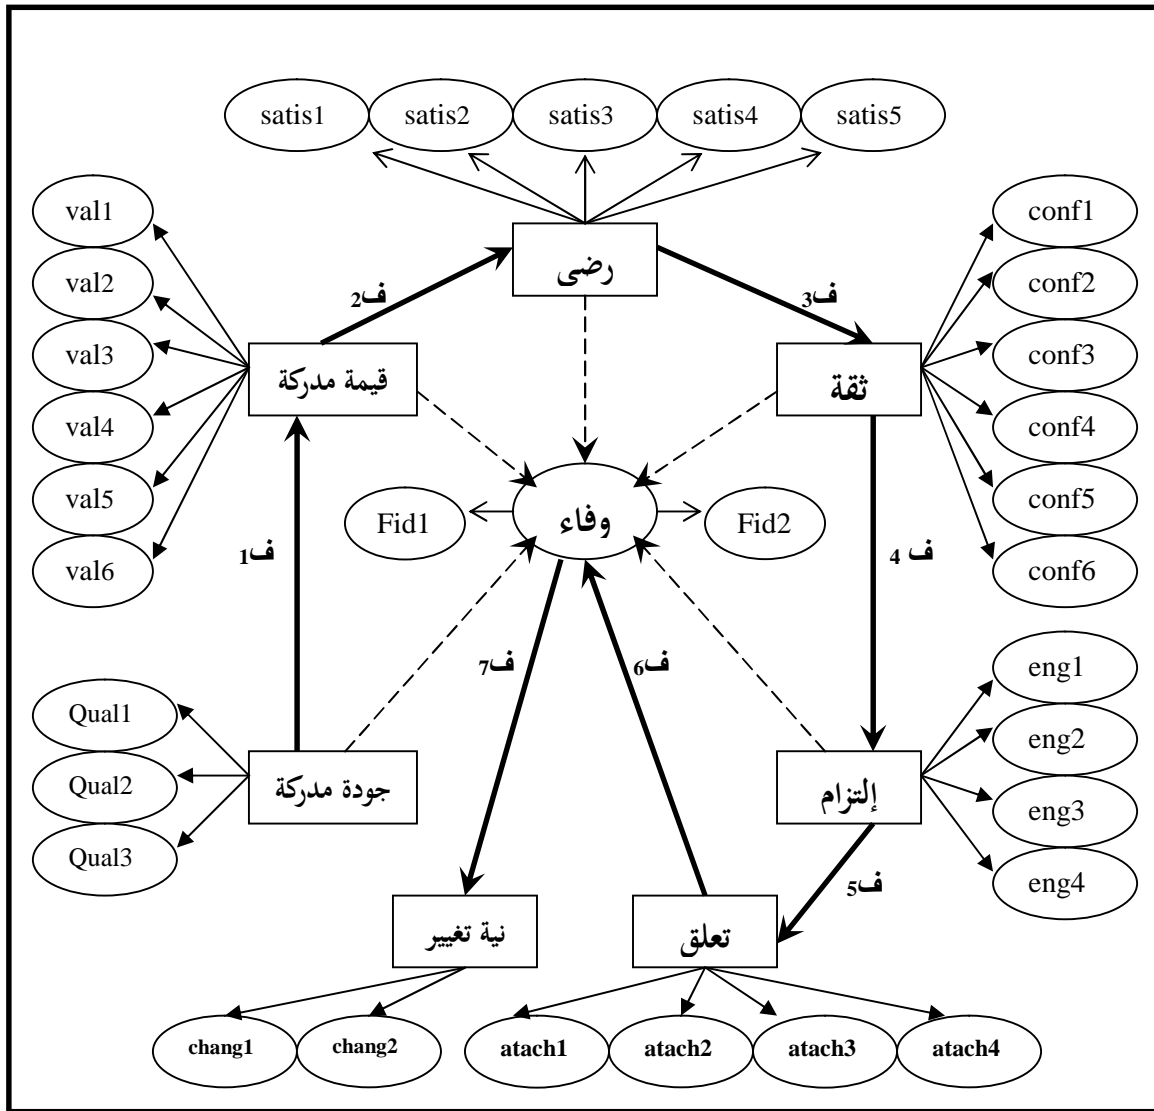 satis1 satis2 satis3 satis4 satis5
val1
val2
val3
val4
val5
val6
conf1
conf2
conf3
conf4
conf5
conf6
رضى
ف2
ف3
قيمة مدركة
ثقة
Fid1
وفاء
Fid2
ف1
ف 4
ف7
ف6
Qual1
Qual2
Qual3
جودة مدركة
إلتزام
eng1
eng2
eng3
eng4
ف5
نية تغيير
تعلق
chang1 chang2 atach1 atach2 atach3 atach4